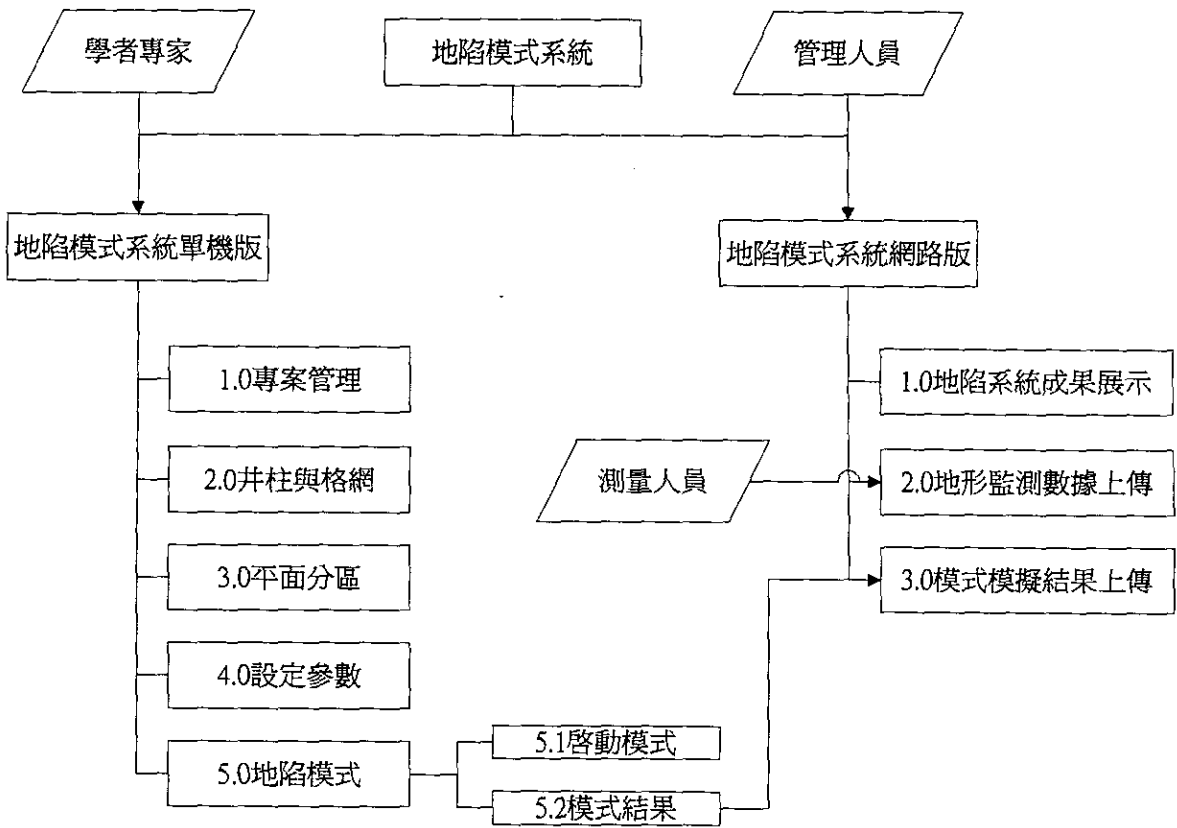 學者專家
地陷模式系統
管理人員
地陷模式系統單機版
地陷模式系統網路版
1.0專案管理
1.0地陷系統成果展示
2.0井柱與格網
測量人員
2.0地形監測數據上傳
3.0平面分區
3.0模式模擬結果上傳
4.0設定參數
5.1啓動模式
5.0地陷模式
5.2模式結果